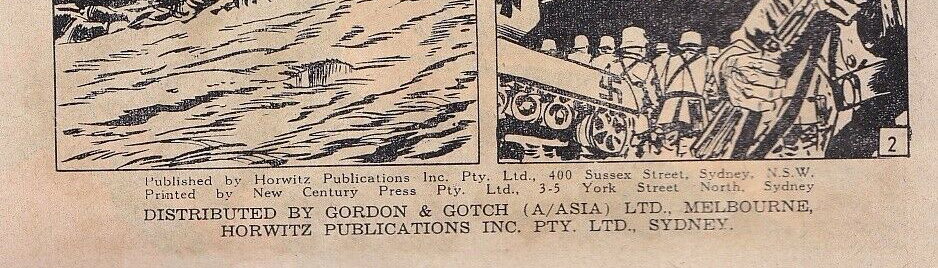 2
Published by Horwitz Publications Inc. Pty. Ltd., 400 Sussex Street, Sydney, N.S.W.
Printed by New Century Press Pty. Ltd., 3-5 York Street North, Sydney
DISTRIBUTED BY GORDON & GOTCH (A/ASIA) LTD., MELBOURNE,
HORWITZ PUBLICATIONS INC. PTY. LTD., SYDNEY.